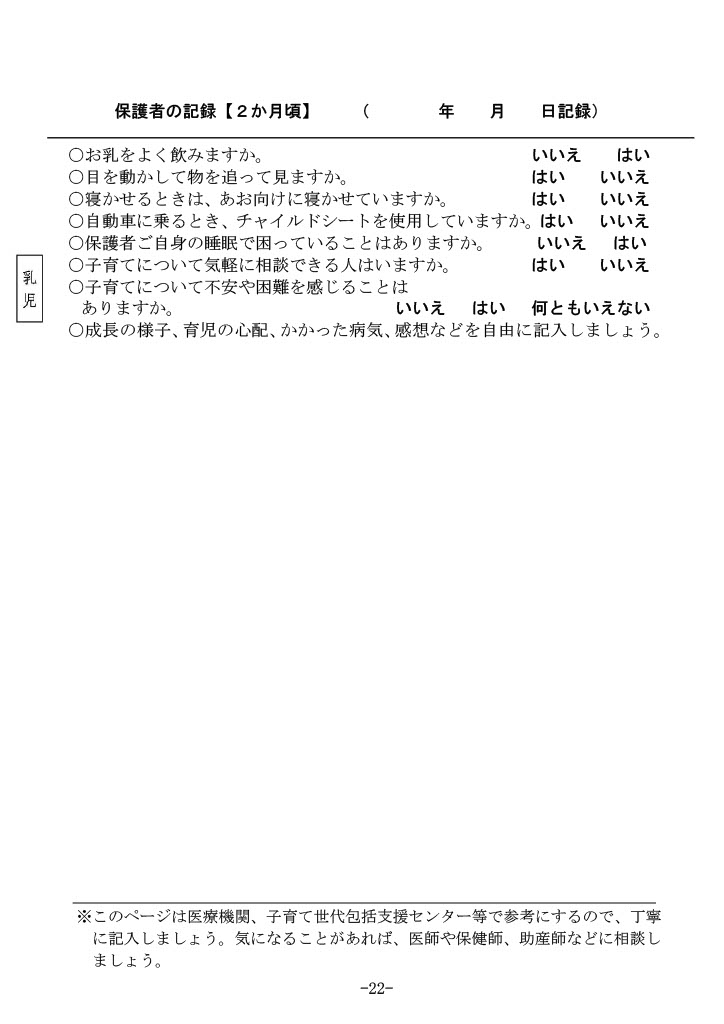 保護者の記録【2か月頃】　（　　　年　　月　　日記録）
○お乳をよく飲みますか。　いいえ　はい
○目を動かして物を追って見ますか。　はい　いいえ
○寝かせるときは、あお向けに寝かせていますか。　はい　いいえ
○自動車に乗るとき、チャイルドシートを使用していますか。はい　いいえ
○保護者ご自身の睡眠で困っていることはありますか。　いいえ　はい
○子育てについて気軽に相談できる人はいますか。　はい　いいえ
○子育てについて不安や困難を感じることは
ありますか。　いいえ　はい　何ともいえない
○成長の様子、育児の心配、かかった病気、感想などを自由に記入しましょう。
乳
児
※このページは医療機関、子育て世代包括支援センター等で参考にするので、丁寧
に記入しましょう。気になることがあれば、医師や保健師、助産師などに相談し
ましょう。
-22-